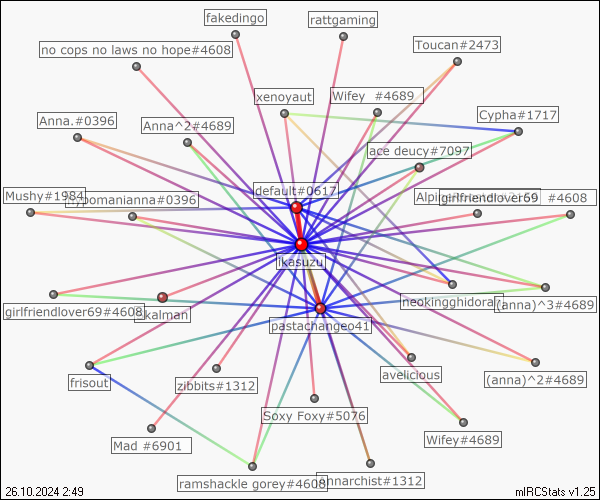 fakedingo
rattgaming
no cops no laws no hope#4608
Toucan#2473
xenoyaut
Wifey #4689
Cypha#1717
Anna.#0396
Anna^2#4689
ace deucy#7097
default#0617
Mushy#1984
ypomanianna#0396
Alpi
girlfriendlover69 #4608
ikasuzu
girlfriendlover69#4608
kalman
pastachangeo41
neokingghidora
(anna)^3#4689
frisout
zibbits#1312
avelicious
(anna)^2#4689
Soxy Foxy#5076
Mad #6901
Wifey#4689
ramshackle gorey#4608
annarchist#1312
26.10.2024 2:49
mIRCStats v1.25